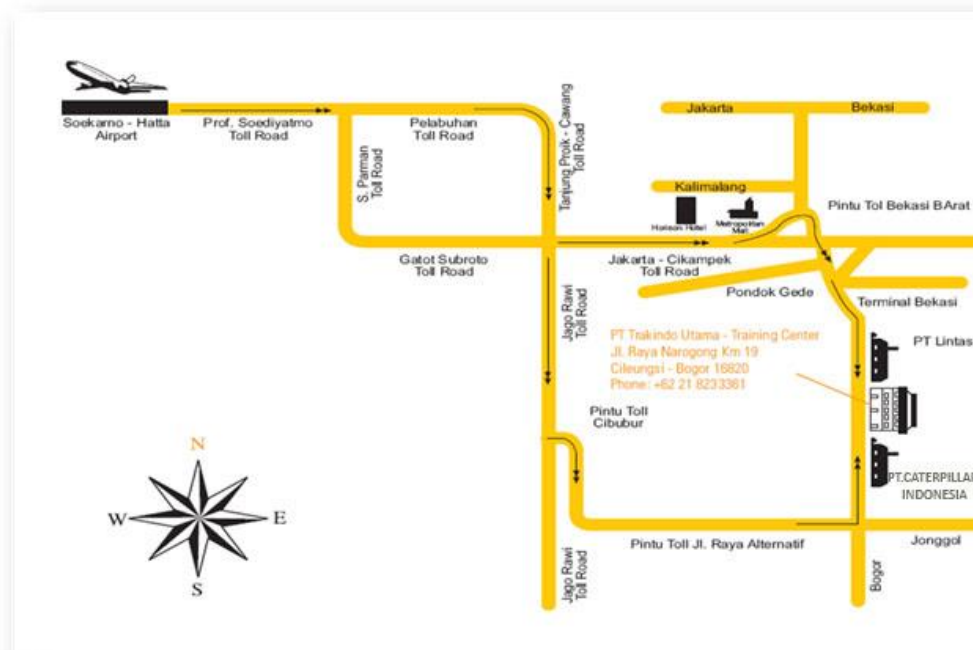 Soekarno - Hatta
Airport
Prof. Soediyatmo
Toll Road
Pelabuhan
Toll Road
Tanjung Proik - Cawang
Toll Road
S. Parman
Toll Road
Jakarta
Bekasi
Kalimalang
Horison Hotel
Metropolitan
Mall
Pintu Tol Bekasi BArat
Gatot Subroto
Toll Road
Jakarta - Cikampek
Toll Road
Pondok Gede
Terminal Bekasi
Jago Rawi
Toll Road
PT Trakindo Utama - Training Center
Jl. Raya Narogong Km 19
Cileungsi - Bogor 16820
Phone: +62 21 8233361
PT Lintas
Pintu Toll
Cibubur
N
W
E
S
PT.CATERPILLAR
INDONESIA
Pintu Toll Jl. Raya Alternatif
Jonggol
Jago Rawi
Toll Road
Bogor